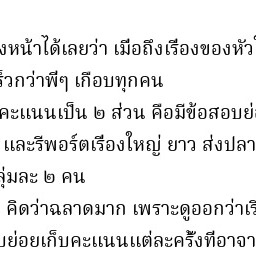 งหน้าได้เลยว่า เมื่อถึงเรื่องของหัว
ร็วกว่าพี่ๆ เกือบทุกคน
คะแนนเป็น ๒ ส่วน คือมีข้อสอบย่
และรีพอร์ตเรื่องใหญ่ ยาว ส่งปลา
ลุ่มละ ๒ คน
คิดว่าฉลาดมาก เพราะดูออกว่าเรื
บย่อยเก็บคะแนนแต่ละครั้งที่อาจา